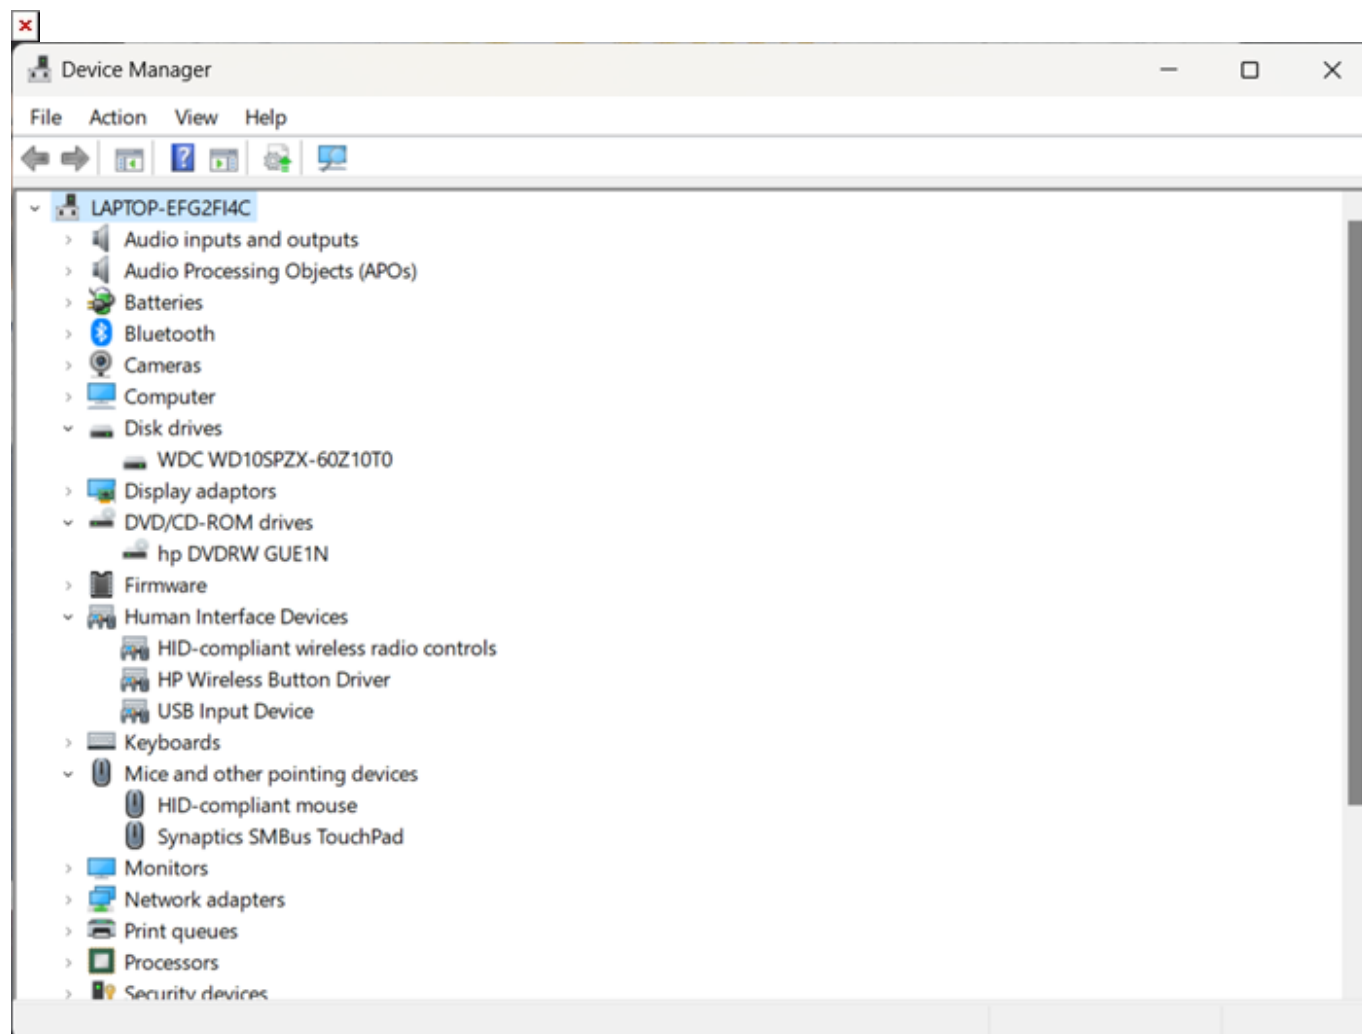 Device Manager
File Action View Help
LAPTOP-EFG2FI4C
Audio inputs and outputs
Audio Processing Objects (APOs)
Batteries
Bluetooth
Cameras
Computer
Disk drives
WDC WD10SPZX-60Z10T0
Display adaptors
DVD/CD-ROM drives
hp DVDRW GUE1N
Firmware
Human Interface Devices
HID-compliant wireless radio controls
HP Wireless Button Driver
USB Input Device
Keyboards
Mice and other pointing devices
HID-compliant mouse
Synaptics SMBus TouchPad
Monitors
Network adapters
Print queues
Processors
Security devices